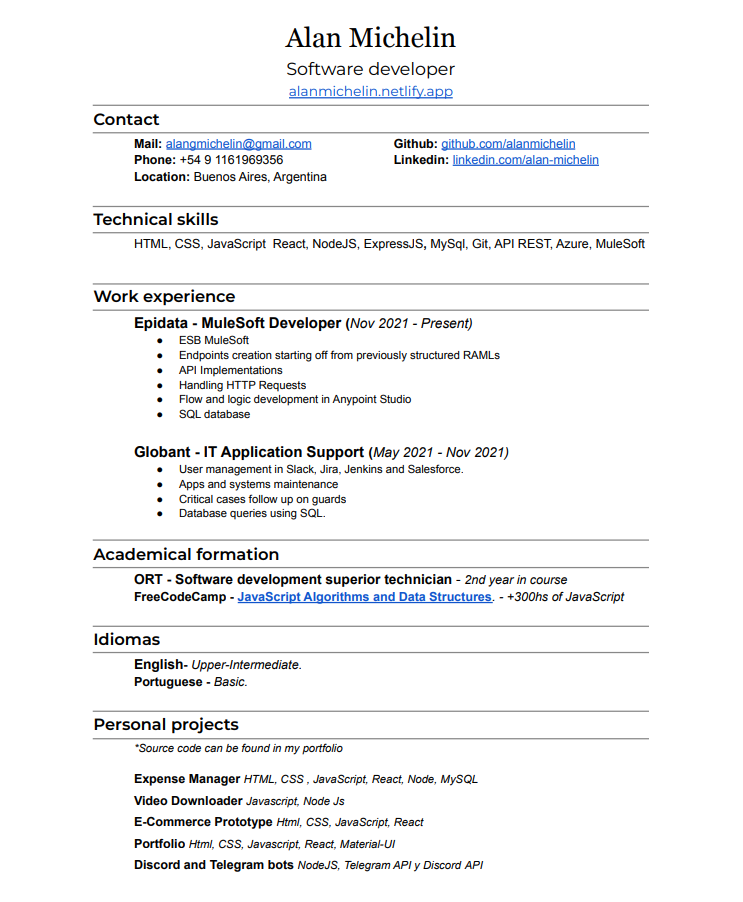 Alan Michelin
Software developer
alanmichelin.netlify.app
Contact
Mail: alangmichelin@gmail.com
Github: github.com/alanmichelin
Phone: +54 9 1161969356
Linkedin: linkedin.com/alan-michelin
Location: Buenos Aires, Argentina
Technical skills
HTML, CSS, JavaScript  React, NodeJS, ExpressJS, MySql, Git, API REST, Azure, MuleSoft
Work experience
Epidata - MuleSoft Developer (Nov 2021 - Present)
● ESB MuleSoft
● Endpoints creation starting off from previously structured RAMLs
● API Implementations
● Handling HTTP Requests
● Flow and logic development in Anypoint Studio
● SQL database
Globant - IT Application Support (May 2021 - Nov 2021)
● User management in Slack, Jira, Jenkins and Salesforce.
● Apps and systems maintenance
● Critical cases follow up on guards
● Database queries using SQL.
Academical formation
ORT - Software development superior technician - 2nd year in course
FreeCodeCamp - JavaScript Algorithms and Data Structures. - +300hs of JavaScript
Idiomas
English- Upper-Intermediate.
Portuguese - Basic.
Personal projects
*Source code can be found in my portfolio
Expense Manager HTML, CSS , JavaScript, React, Node, MySQL
Video Downloader Javascript, Node Js
E-Commerce Prototype Html, CSS, JavaScript, React
Portfolio Html, CSS, Javascript, React, Material-UI
Discord and Telegram bots NodeJS, Telegram API y Discord API